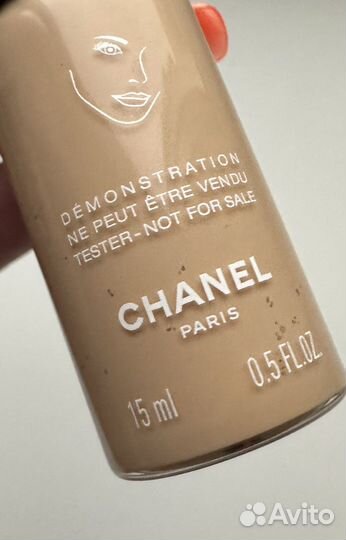 DÉMONSTRATION
NE PEUT ÊTRE VENDU
TESTER-NOT FOR SALE
CHANEL
PARIS
15 ml
0.5 FL.OZ.
Avito